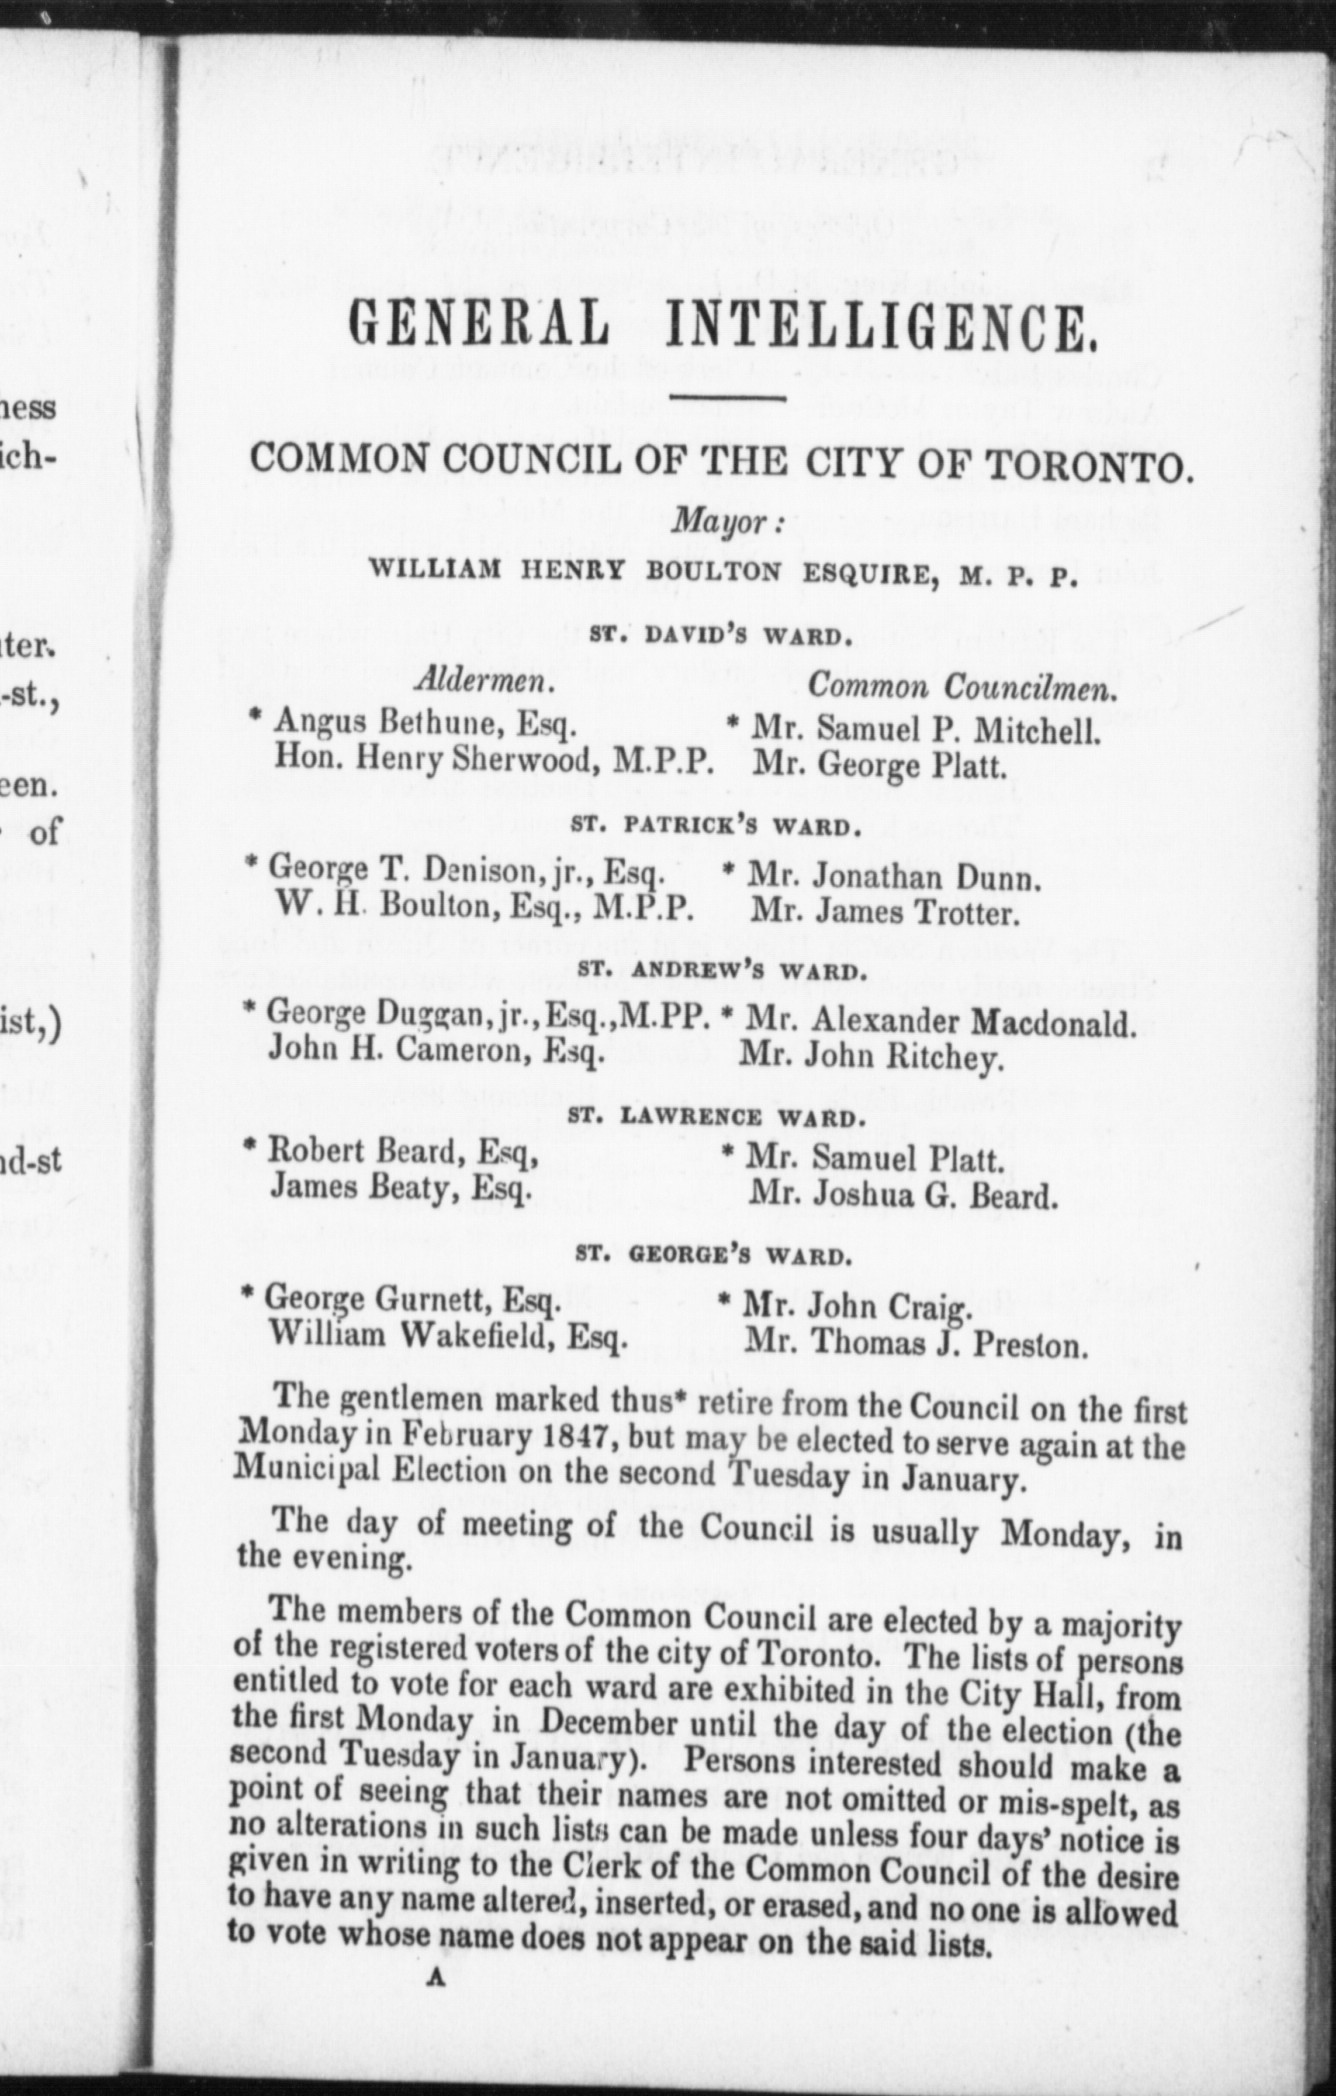 ness
ich-
ter.
-st.,
een.
of
ist,)
nd-st
GENERAL INTELLIGENCE.
COMMON COUNCIL OF THE CITY OF TORONTO.
Mayor:
WILLIAM HENRY BOULTON ESQUIRE, M. P. P.
ST. DAVID'S WARD.
Aldermen. Common Councilmen.
* Angus Bethune, Esq. * Mr. Samuel P. Mitchell.
Hon. Henry Sherwood, M.P.P. Mr. George Platt.
ST. PATRICK'S WARD.
* George T. Denison, jr., Esq. * Mr. Jonathan Dunn.
W. H. Boulton, Esq., M.P.P. Mr. James Trotter.
ST. ANDREW'S WARD.
* George Duggan, jr., Esq., M.PP. * Mr. Alexander Macdonald.
John H. Cameron, Esq. Mr. John Ritchey.
ST. LAWRENCE WARD.
* Robert Beard, Esq, * Mr. Samuel Platt.
James Beaty, Esq. Mr. Joshua G. Beard.
ST. GEORGE'S WARD.
* George Gurnett, Esq. * Mr. John Craig.
William Wakefield, Esq. Mr. Thomas J. Preston.
The gentlemen marked thus* retire from the Council on the first
Monday in February 1847, but may be elected to serve again at the
Municipal Election on the second Tuesday in January.
The day of meeting of the Council is usually Monday, in
the evening.
The members of the Common Council are elected by a majority
of the registered voters of the city of Toronto. The lists of persons
entitled to vote for each ward are exhibited in the City Hall, from
the first Monday in December until the day of the election (the
second Tuesday in January). Persons interested should make a
point of seeing that their names are not omitted or mis-spelt, as
no alterations in such lists can be made unless four days' notice is
given in writing to the Clerk of the Common Council of the desire
to have any name altered, inserted, or erased, and no one is allowed
to vote whose name does not appear on the said lists.
A